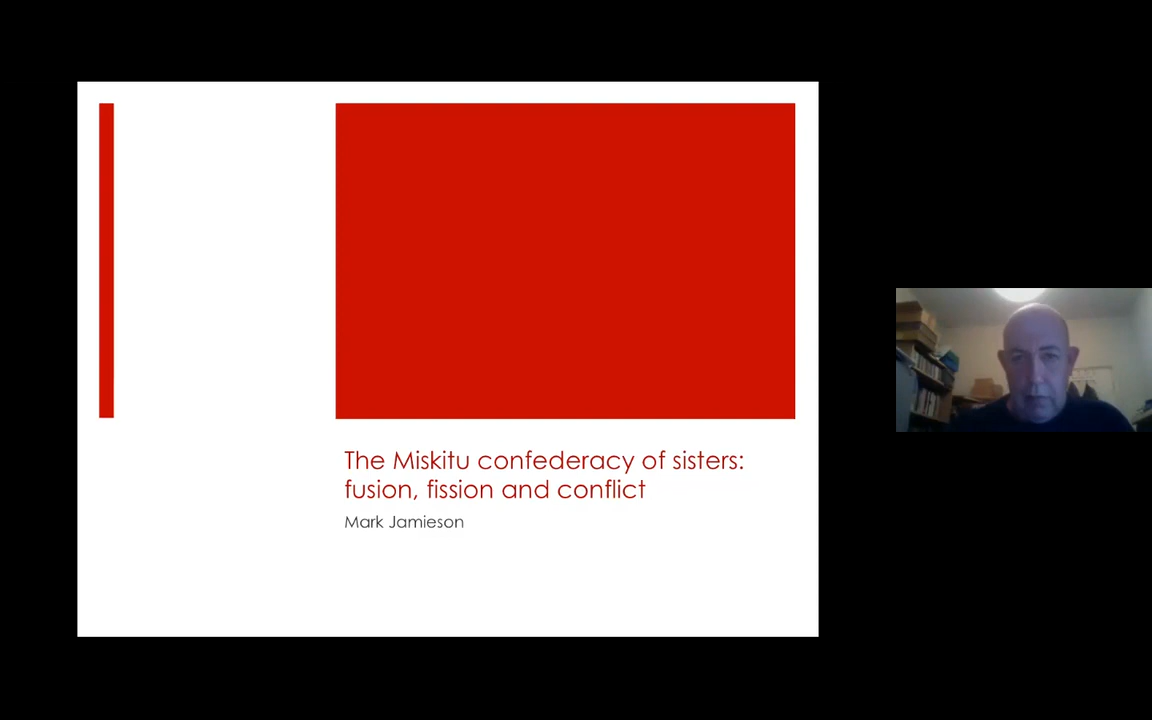 The Miskitu confederacy of sisters:
fusion, fission and conflict
Mark Jamieson